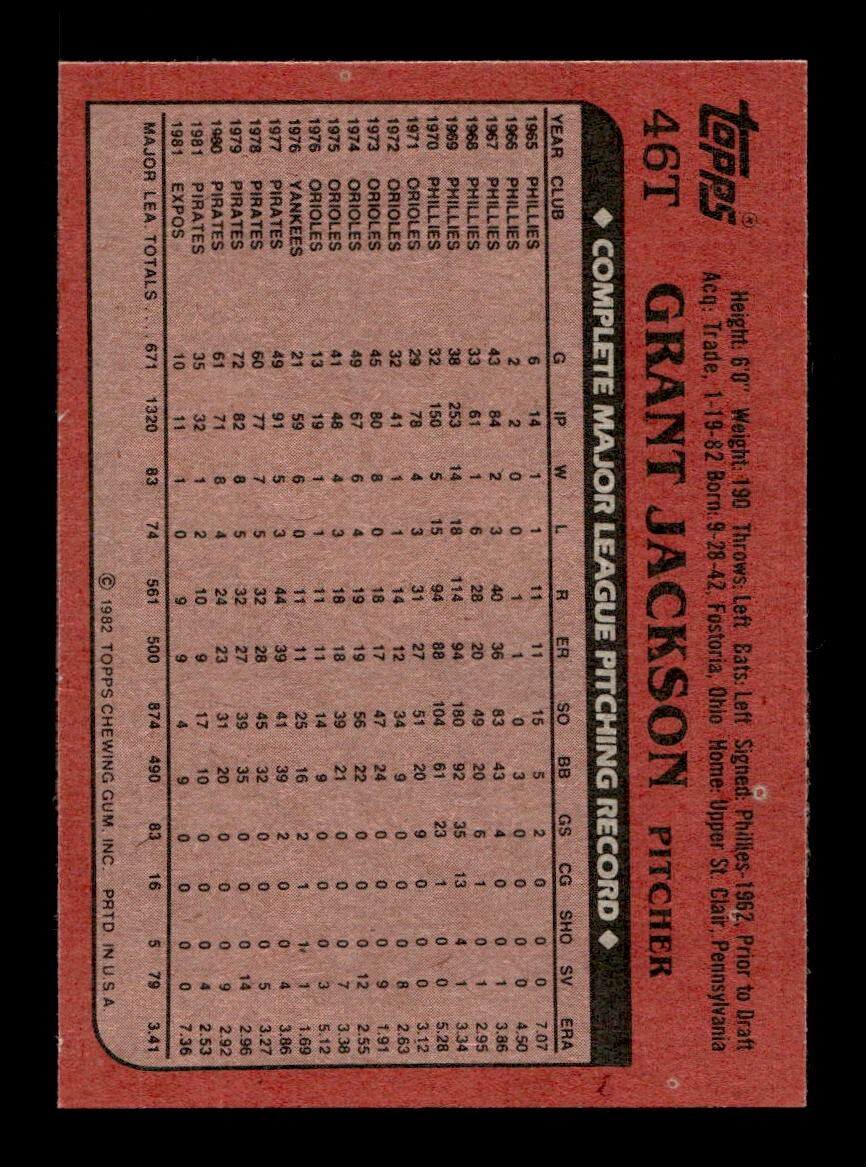 Topps®
46T
Height: 6'0" Weight: 190 Throws: Left Bats: Left Signed: Phillies-1962, Prior to Draft
Acq: Trade, 1-19-82 Born: 9-28-42, Fostoria, Ohio Home: Upper St. Clair, Pennsylvania
GRANT JACKSON PITCHER
◆ COMPLETE MAJOR LEAGUE PITCHING RECORD ◆
YEAR CLUB G IP W L R ER SO BB GS CG SHO SV ERA
1965 PHILLIES 6 14 1 1 11 11 15 5 2 0 0 0 7.07
1966 PHILLIES 2 2 0 0 1 1 0 3 0 0 0 0 4.50
1967 PHILLIES 43 84 2 3 40 36 83 43 4 0 0 1 3.86
1968 PHILLIES 33 61 1 6 28 20 49 20 6 1 0 1 2.95
1969 PHILLIES 38 253 14 18 114 94 180 92 35 13 4 1 3.34
1970 PHILLIES 32 150 5 15 94 88 104 61 23 1 0 0 5.28
1971 ORIOLES 29 78 4 3 31 27 51 20 9 0 0 0 3.12
1972 ORIOLES 32 41 1 1 14 12 34 9 0 0 0 8 2.63
1973 ORIOLES 45 80 8 0 18 17 47 24 0 0 0 9 1.91
1974 ORIOLES 49 67 6 4 19 19 56 22 0 0 0 12 2.55
1975 ORIOLES 41 48 4 3 18 18 39 21 0 0 0 7 3.38
1976 ORIOLES 13 19 1 1 11 11 14 9 0 0 0 3 5.12
1976 YANKEES 21 59 6 0 11 11 25 16 2 1 1 1 1.69
1977 PIRATES 49 91 5 3 44 39 41 39 2 0 0 4 3.86
1978 PIRATES 60 77 7 5 32 28 45 32 0 0 0 5 3.27
1979 PIRATES 72 82 8 5 32 27 39 35 0 0 0 14 2.96
1980 PIRATES 61 71 8 4 24 23 31 20 0 0 0 9 2.92
1981 PIRATES 35 32 1 2 10 9 17 10 0 0 0 4 2.53
1981 EXPOS 10 11 1 0 9 9 4 9 0 0 0 0 7.36
MAJOR LEA. TOTALS.... 671 1320 83 74 561 500 874 490 83 16 5 79 3.41
© 1982 TOPPS CHEWING GUM, INC. PRTD. IN U.S.A.